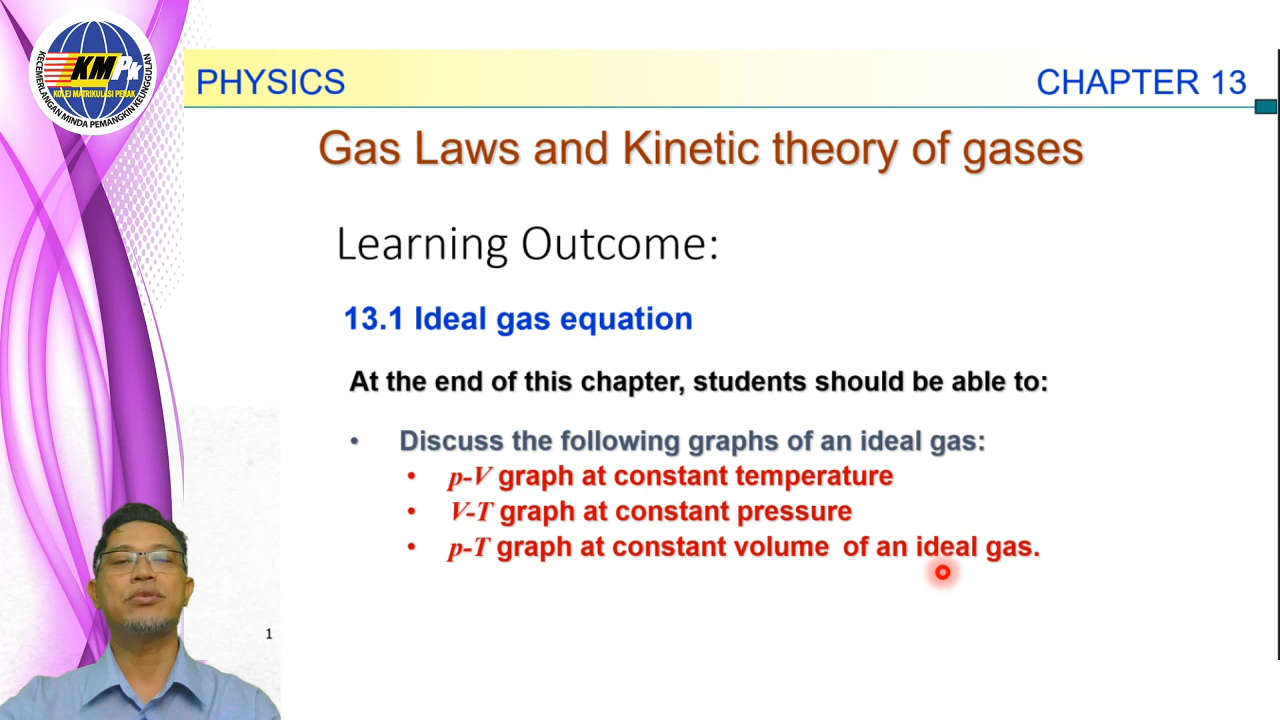 KMPk
KOLEJ MATRIKULASI PERAK
KECEMERLANGAN MINDA PEMANGKIN KEUNGGULAN
PHYSICS
CHAPTER 13
Gas Laws and Kinetic theory of gases
Learning Outcome:
13.1 Ideal gas equation
At the end of this chapter, students should be able to:
• Discuss the following graphs of an ideal gas:
• p-V graph at constant temperature
• V-T graph at constant pressure
• p-T graph at constant volume of an ideal gas.
1